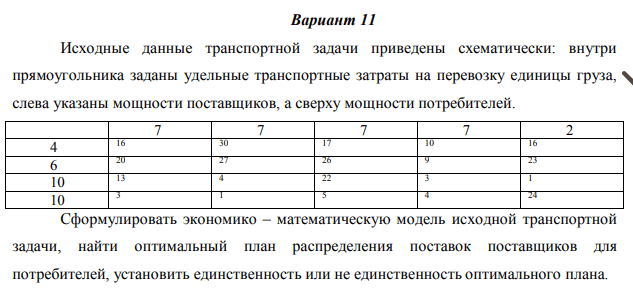 Вариант 11
Исходные данные транспортной задачи приведены схематически: внутри
прямоугольника заданы удельные транспортные затраты на перевозку единицы груза,
слева указаны мощности поставщиков, а сверху мощности потребителей.
7 7 7 7 2
4 16 30 17 10 16
6 20 27 26 9 23
10 13 4 22 3 1
10 3 1 5 4 24
Сформулировать экономико – математическую модель исходной транспортной
задачи, найти оптимальный план распределения поставок поставщиков для
потребителей, установить единственность или не единственность оптимального плана.